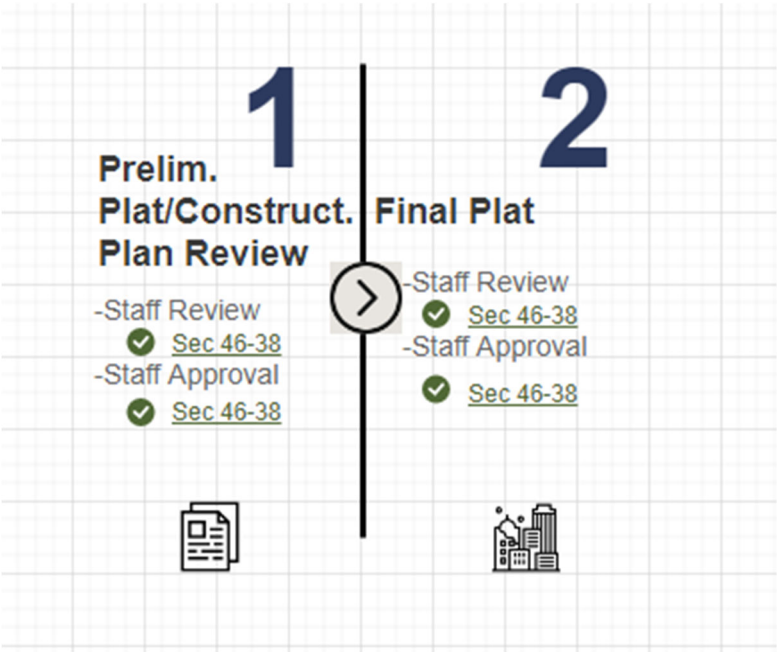 1
Prelim.
Plat/Construct.
Plan Review
-Staff Review
Sec 46-38
-Staff Approval
Sec 46-38
2
Final Plat
-Staff Review
Sec 46-38
-Staff Approval
Sec 46-38